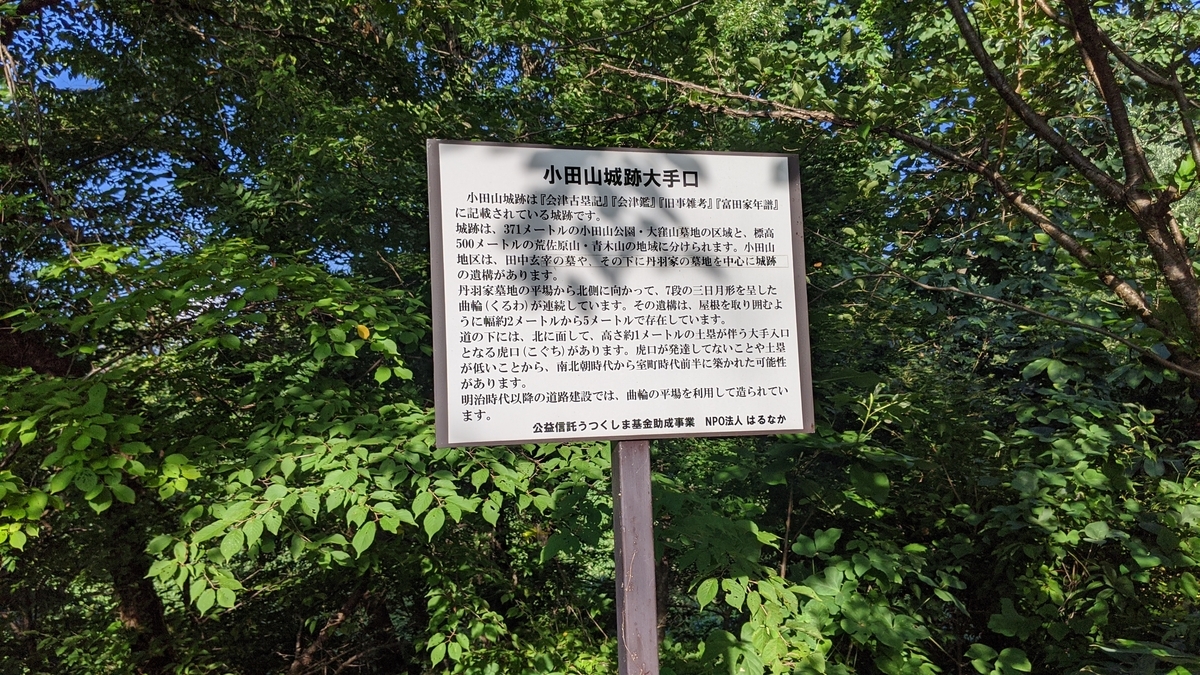 小田山城跡大手口
小田山城跡は『会津古塁記』『会津鑑』『旧事雑考』『富田家年譜』
に記載されている城跡です。
城跡は、371メートルの小田山公園・大窪山墓地の区域と、標高
500メートルの荒佐原山・青木山の地域に分けられます。小田山
地区は、田中玄宰の墓や、その下に丹羽家の墓地を中心に城跡
の遺構があります。
丹羽家墓地の平場から北側に向かって、7段の三日月形を呈した
曲輪（くるわ）が連続しています。その遺構は、屋根を取り囲むよ
うに幅約2メートルから5メートルで存在しています。
道の下には、北に面して、高さ約1メートルの土塁が伴う大手入口
となる虎口（こぐち）があります。虎口が発達してないことや土塁
が低いことから、南北朝時代から室町時代前半に築かれた可能性
があります。
明治時代以降の道路建設では、曲輪の平場を利用して造られてい
ます。
公益信託うつくしま基金助成事業 NPO法人 はるなか